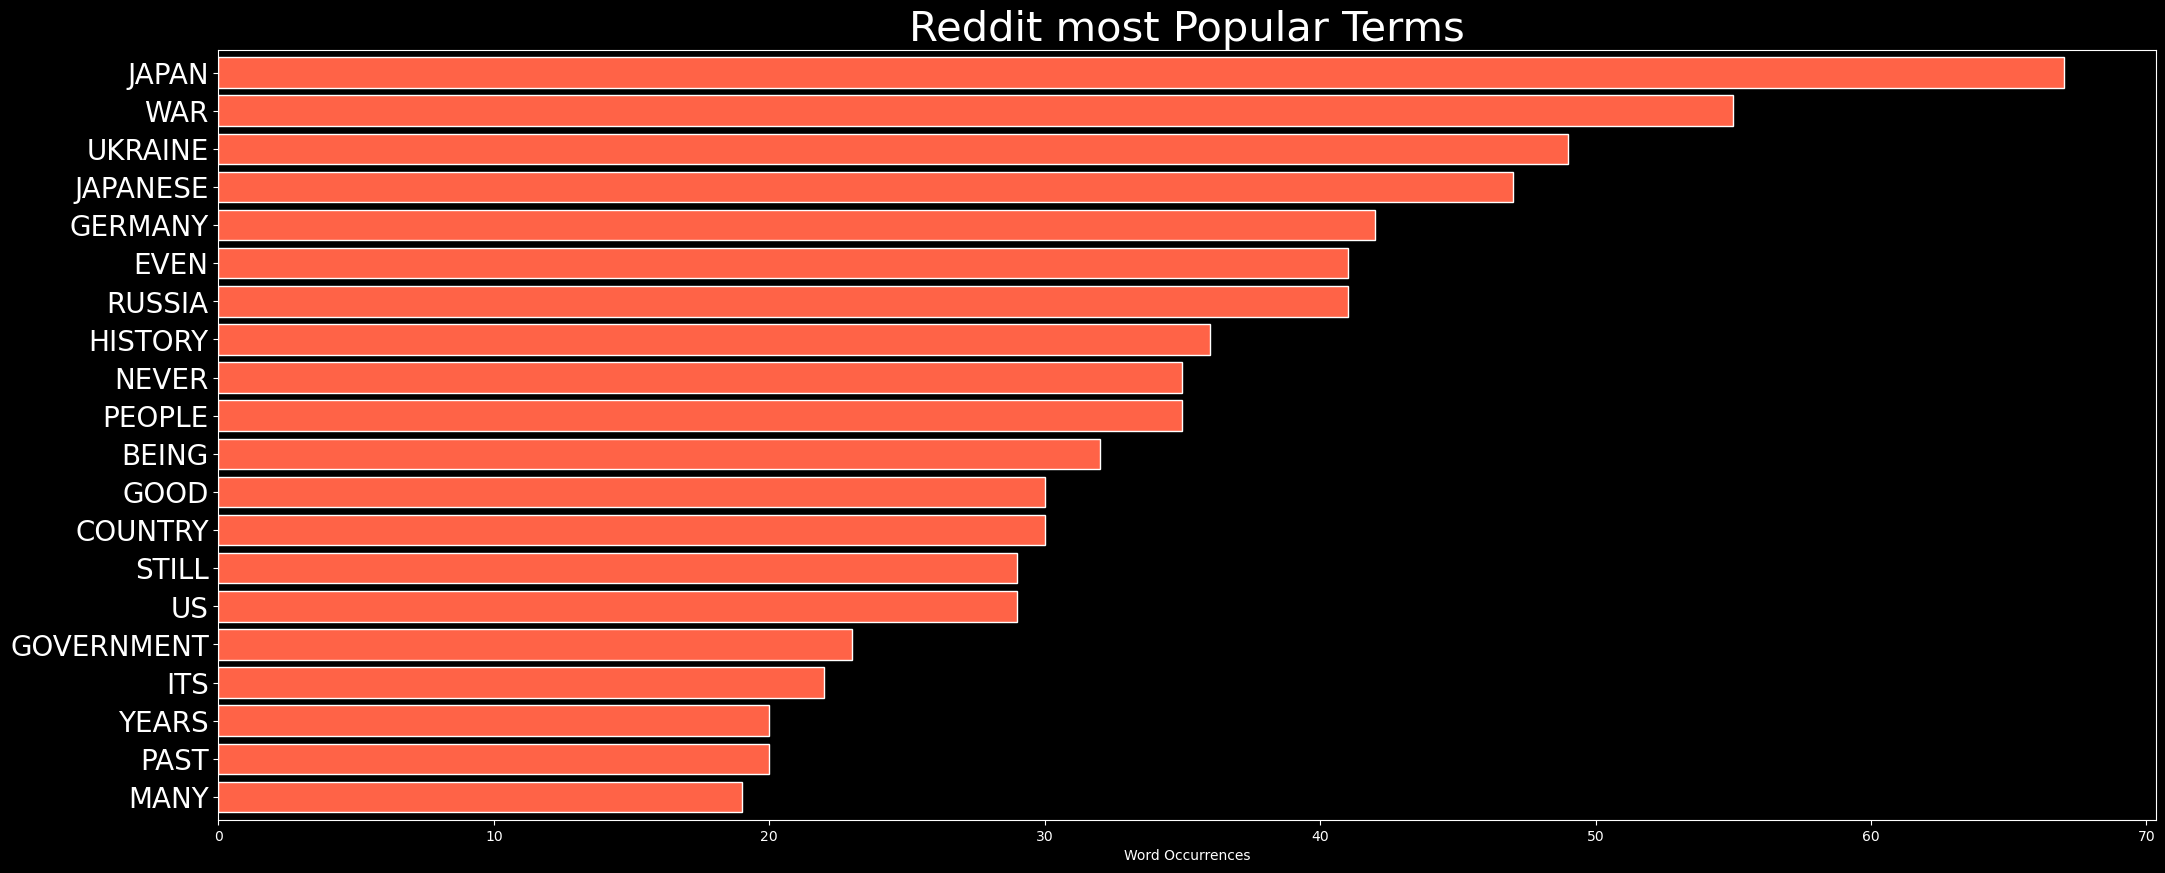 Reddit most Popular Terms
JAPAN
WAR
UKRAINE
JAPANESE
GERMANY
EVEN
RUSSIA
HISTORY
NEVER
PEOPLE
BEING
GOOD
COUNTRY
STILL
US
GOVERNMENT
ITS
YEARS
PAST
MANY
0 10 20 30 40 50 60 70
Word Occurrences